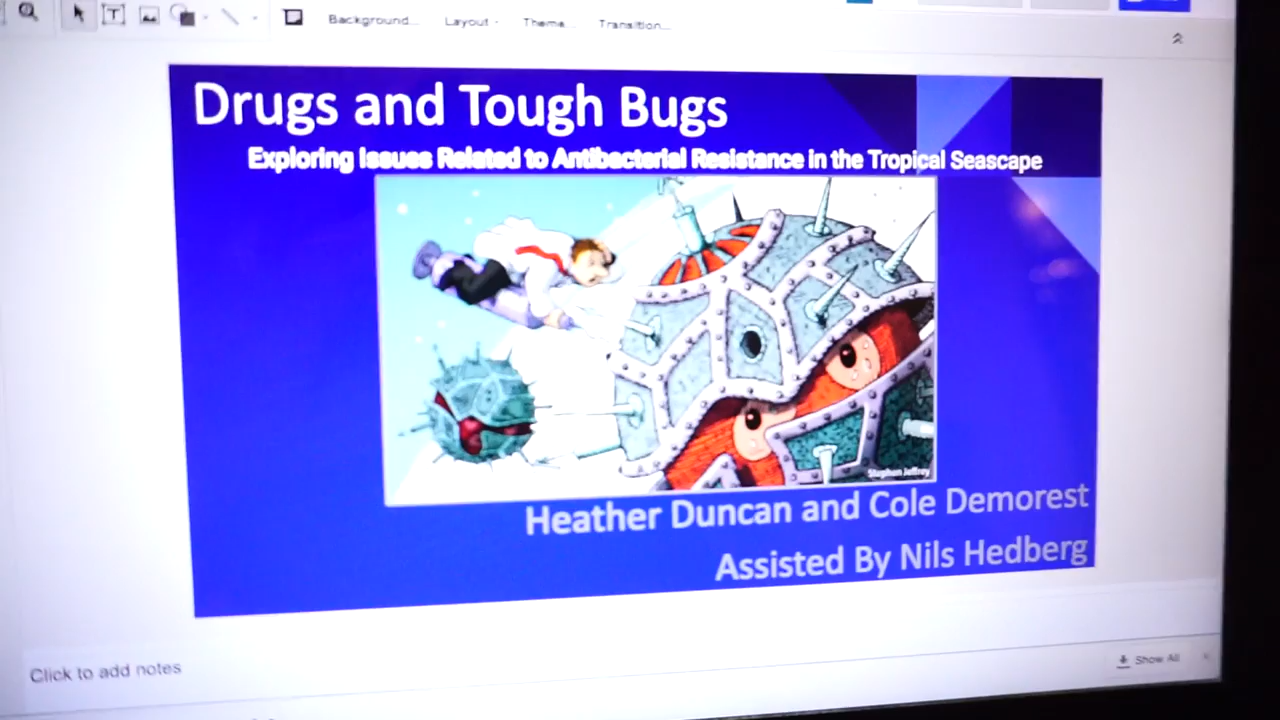 Background...
Layout
Theme...
Transition...
Drugs and Tough Bugs
Exploring Issues Related to Antibacterial Resistance in the Tropical Seascape
Stephen Jeffrey
Heather Duncan and Cole Demorest
Assisted By Nils Hedberg
Click to add notes
Show All